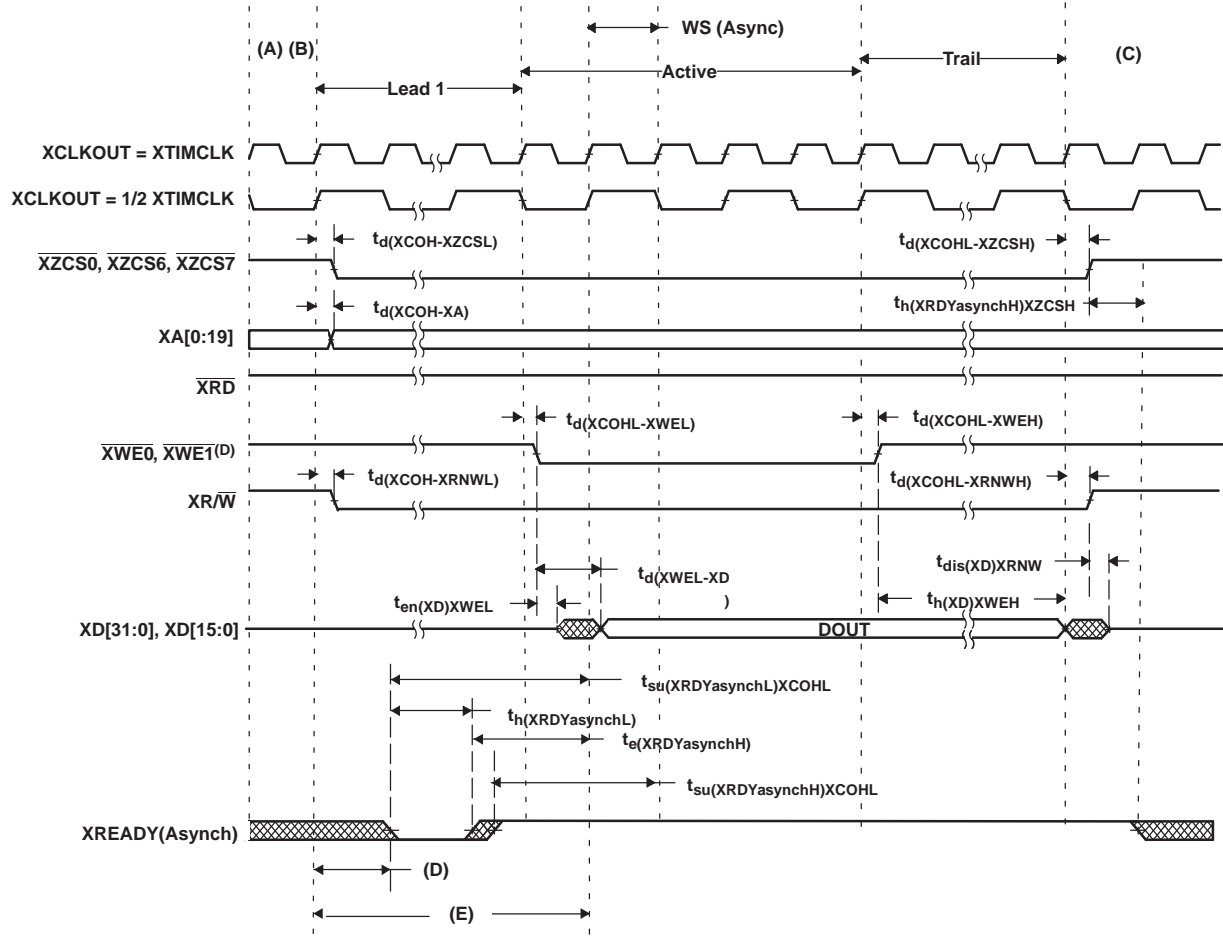 WS (Async)
(A) (B)
(C)
Trail
Active
Lead 1
XCLKOUT = XTIMCLK
XCLKOUT = 1/2 XTIMCLK
td(XCOH-XZCSL)
td(XCOHL-XZCSH)
XZCS0, XZCS6, XZCS7
td(XCOH-XA)
th(XRDYasynchH)XZCSH
XA[0:19]
XRD
td(XCOHL-XWEL)
td(XCOHL-XWEH)
XWE0, XWE1(D)
td(XCOH-XRNWL)
td(XCOHL-XRNWH)
XR/W
tdis(XD)XRNW
td(XWEL-XD
)
ten(XD)XWEL
th(XD)XWEH
XD[31:0], XD[15:0]
DOUT
tsu(XRDYasynchL)XCOHL
th(XRDYasynchL)
te(XRDYasynchH)
tsu(XRDYasynchH)XCOHL
XREADY(Asynch)
(D)
(E)